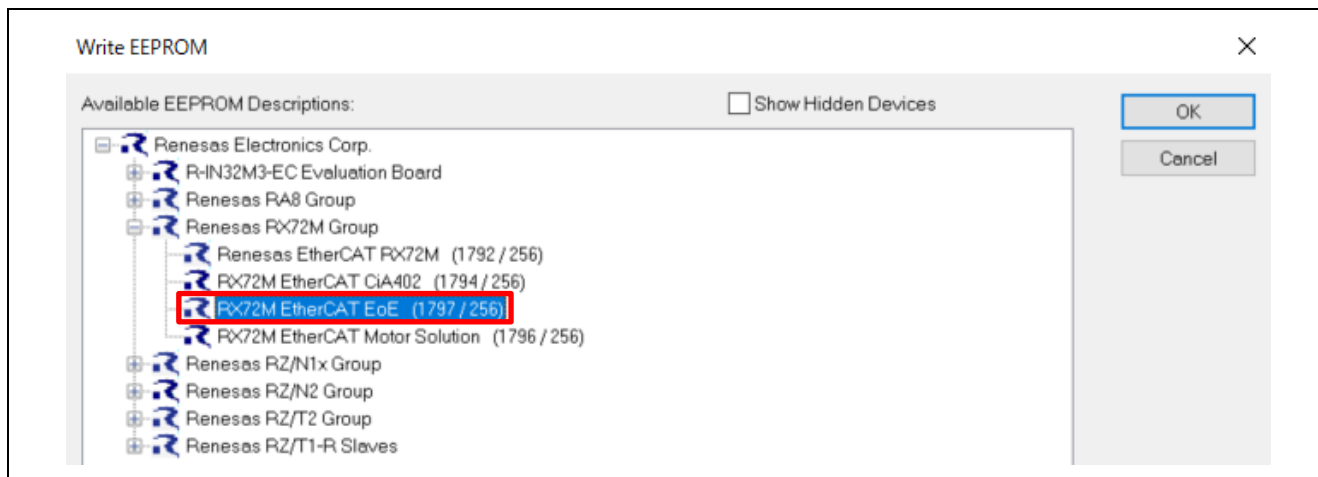 Write EEPROM
Available EEPROM Descriptions:
Show Hidden Devices
OK
Cancel
Renesas Electronics Corp.
R-IN32M3-EC Evaluation Board
Renesas RA8 Group
Renesas RX72M Group
Renesas EtherCAT RX72M (1792 / 256)
RX72M EtherCAT CiA402 (1794 / 256)
RX72M EtherCAT EoE (1797 / 256)
RX72M EtherCAT Motor Solution (1796 / 256)
Renesas RZ/N1x Group
Renesas RZ/N2 Group
Renesas RZ/T2 Group
Renesas RZ/T1-R Slaves